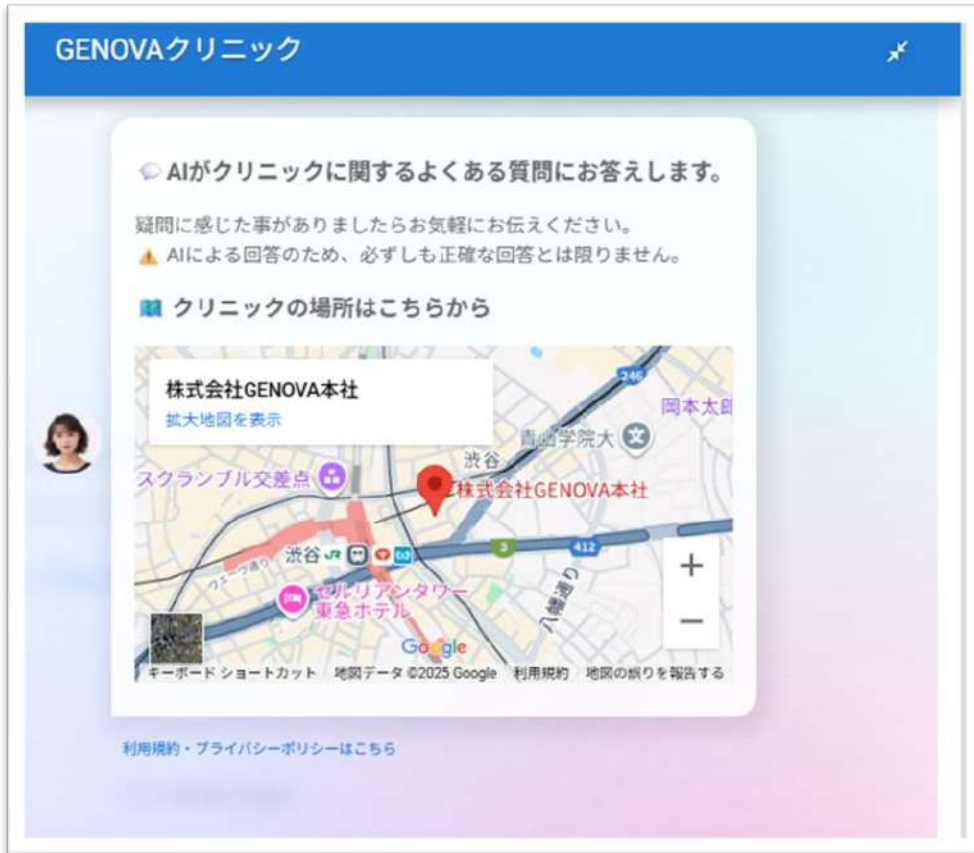 GENOVAクリニック
AIがクリニックに関するよくある質問にお答えします。
疑問に感じた事がありましたらお気軽にお伝えください。
AIによる回答のため、必ずしも正確な回答とは限りません。
クリニックの場所はこちらから
株式会社GENOVA本社
拡大地図を表示
246
岡本太郎
青山学院大
渋谷
スクランブル交差点
株式会社GENOVA本社
渋谷 JR
3
412
八幡通り
セルリアンタワー
東急ホテル
+
−
Google
キーボード ショートカット 地図データ ©2025 Google 利用規約 地図の誤りを報告する
利用規約・プライバシーポリシーはこちら